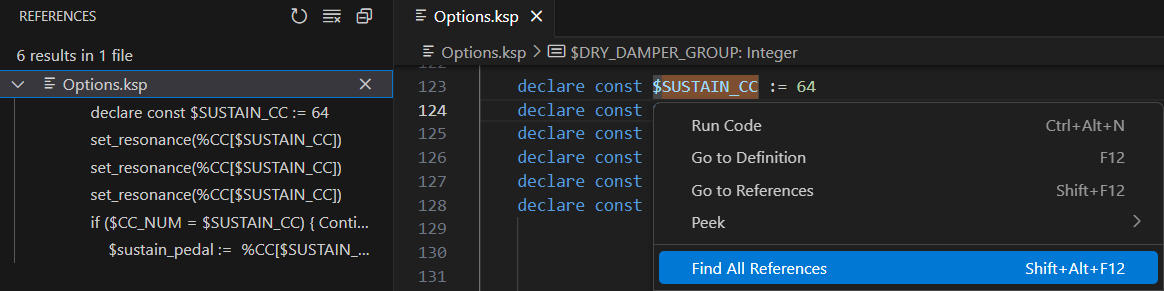 REFERENCES
6 results in 1 file
Options.ksp
declare const $SUSTAIN_CC := 64
set_resonance(%CC[$SUSTAIN_CC])
set_resonance(%CC[$SUSTAIN_CC])
set_resonance(%CC[$SUSTAIN_CC])
if ($CC_NUM = $SUSTAIN_CC) { Conti...
$sustain_pedal := %CC[$SUSTAIN_...
Options.ksp
Options.ksp > $DRY_DAMPER_GROUP: Integer
123 declare const $SUSTAIN_CC := 64
124 declare const
125 declare const
126 declare const
127 declare const
128 declare const
129
130
131
Run Code Ctrl+Alt+N
Go to Definition F12
Go to References Shift+F12
Peek
Find All References Shift+Alt+F12